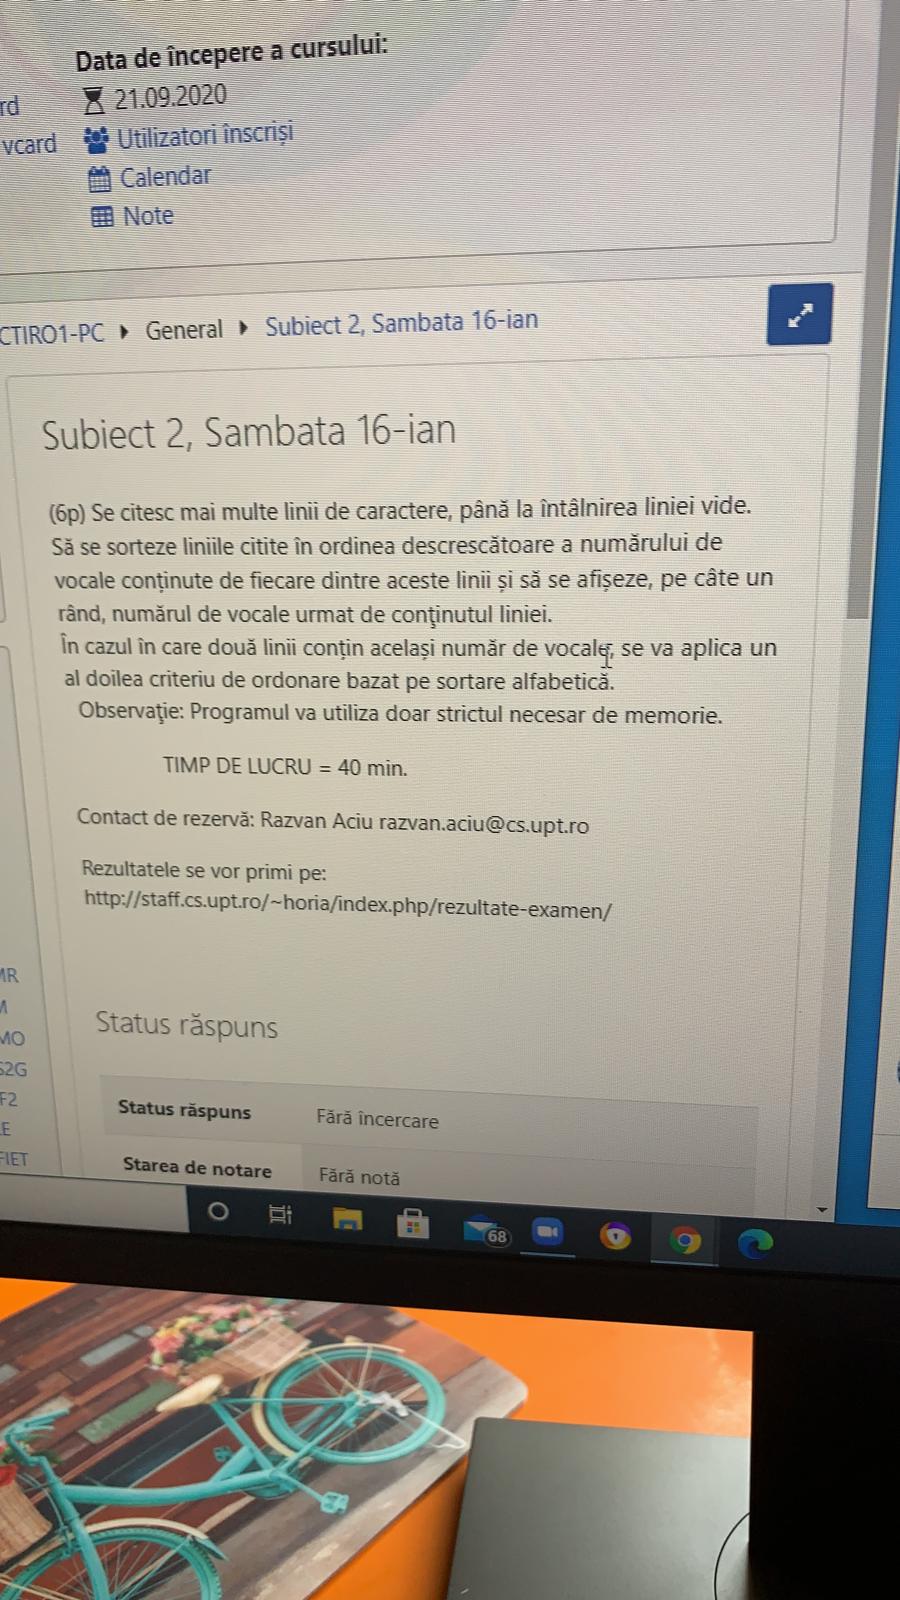 Data de începere a cursului:
rd
21.09.2020
vcard
Utilizatori înscriși
Calendar
Note
CTIRO1-PC General Subiect 2, Sambata 16-ian
Subiect 2, Sambata 16-ian
(6p) Se citesc mai multe linii de caractere, până la întâlnirea liniei vide.
Să se sorteze liniile citite în ordinea descrescătoare a numărului de
vocale conținute de fiecare dintre aceste linii și să se afișeze, pe câte un
rând, numărul de vocale urmat de conţinutul liniei.
În cazul în care două linii conțin același număr de vocale, se va aplica un
al doilea criteriu de ordonare bazat pe sortare alfabetică.
Observaţie: Programul va utiliza doar strictul necesar de memorie.
TIMP DE LUCRU = 40 min.
Contact de rezervă: Razvan Aciu razvan.aciu@cs.upt.ro
Rezultatele se vor primi pe:
http://staff.cs.upt.ro/~horia/index.php/rezultate-examen/
MR
MO
S2G
F2
E
FIET
Status răspuns
Status răspuns Fără încercare
Starea de notare Fără notă
68